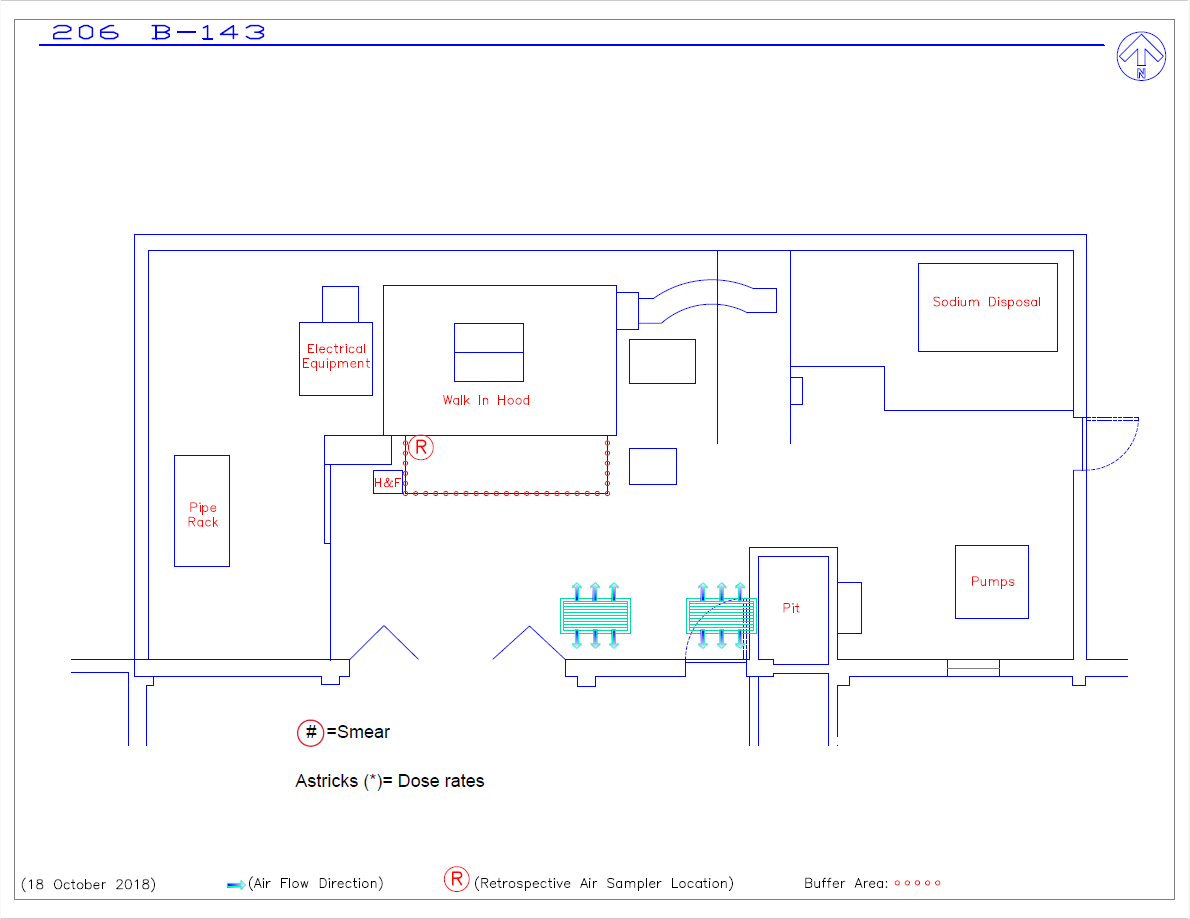 206 B-143
N
Sodium Disposal
Electrical
Equipment
Walk In Hood
R
H&F
Pipe
Rack
Pumps
Pit
# =Smear
Astricks (*)= Dose rates
(18 October 2018) (Air Flow Direction) R (Retrospective Air Sampler Location) Buffer Area: